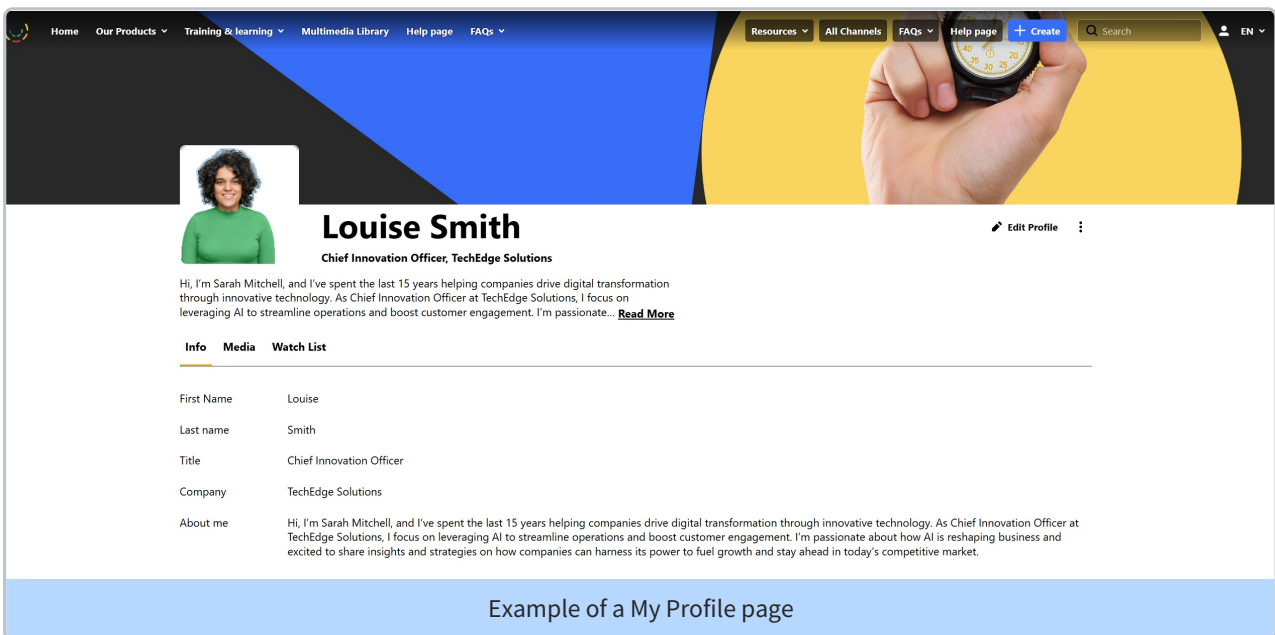 Home Our Products Training & learning Multimedia Library Help page FAQs Resources All Channels FAQs Help page + Create Search EN
40 20
35 30 25
Louise Smith
Edit Profile
Chief Innovation Officer, TechEdge Solutions
Hi, I'm Sarah Mitchell, and I've spent the last 15 years helping companies drive digital transformation
through innovative technology. As Chief Innovation Officer at TechEdge Solutions, I focus on
leveraging AI to streamline operations and boost customer engagement. I'm passionate... Read More
Info Media Watch List
First Name Louise
Last name Smith
Title Chief Innovation Officer
Company TechEdge Solutions
About me Hi, I'm Sarah Mitchell, and I've spent the last 15 years helping companies drive digital transformation through innovative technology. As Chief Innovation Officer at
TechEdge Solutions, I focus on leveraging AI to streamline operations and boost customer engagement. I'm passionate about how AI is reshaping business and
excited to share insights and strategies on how companies can harness its power to fuel growth and stay ahead in today's competitive market.
Example of a My Profile page